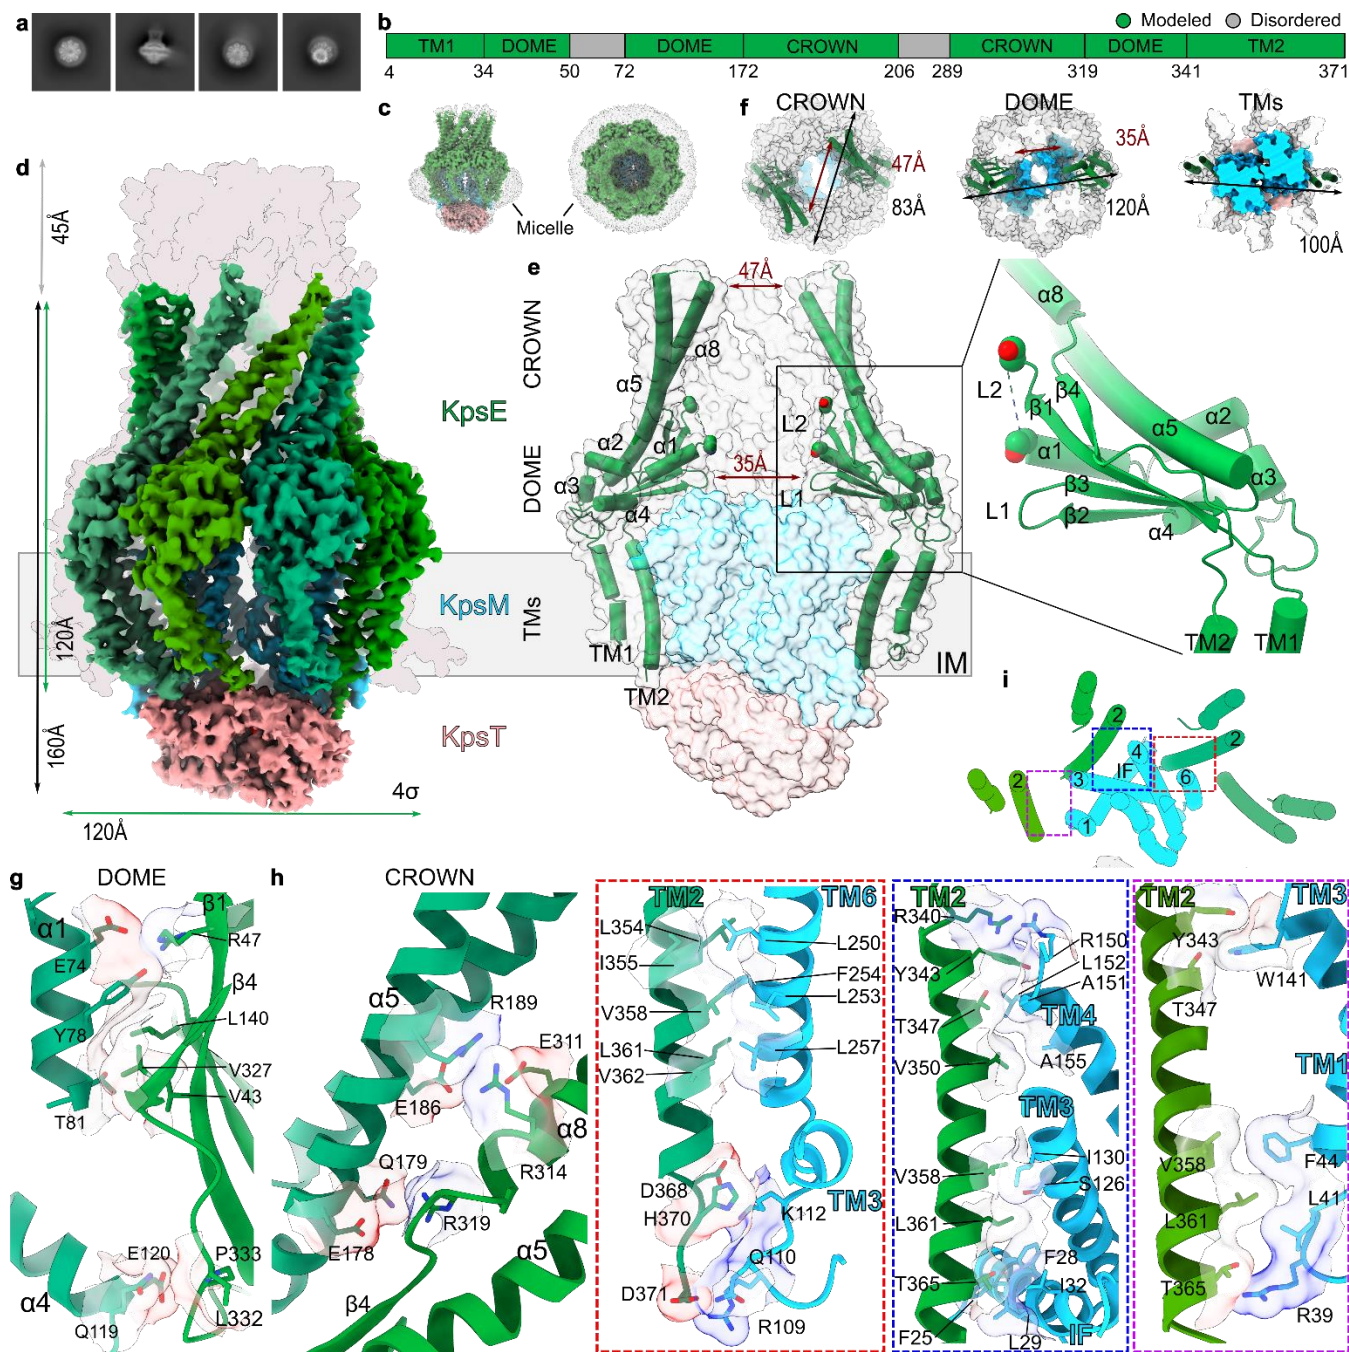 a
b
Modeled
Disordered
TM1
DOME
DOME
CROWN
CROWN
DOME
TM2
4
34
50
72
172
206
289
319
341
371
c
Micelle
f
CROWN
DOME
TMs
47Å
83Å
35Å
120Å
100Å
d
45Å
120Å
160Å
120Å
4σ
KpsE
KpsM
KpsT
e
47Å
CROWN
DOME
TMs
α8
α5
α2
α1
α3
α4
35Å
L2
L1
TM1
TM2
IM
α8
L2
β1
β4
α1
α5
α2
β3
α3
L1
β2
α4
TM2
TM1
i
2
2
4
IF
3
6
2
1
g
DOME
α1
β1
E74
R47
β4
Y78
L140
V327
V43
T81
E120
P333
α4
Q119
L332
h
CROWN
α5
R189
E311
E186
α8
Q179
R314
R319
E178
α5
β4
TM2
TM6
L354
L250
I355
F254
L253
V358
L361
L257
V362
D368
TM3
H370
K112
Q110
D371
R109
TM2
R340
R150
Y343
L152
A151
T347
TM4
V350
A155
TM3
V358
I130
S126
L361
F28
T365
I32
F25
L29
IF
TM2
TM3
Y343
W141
T347
TM1
V358
F44
L361
L41
T365
R39